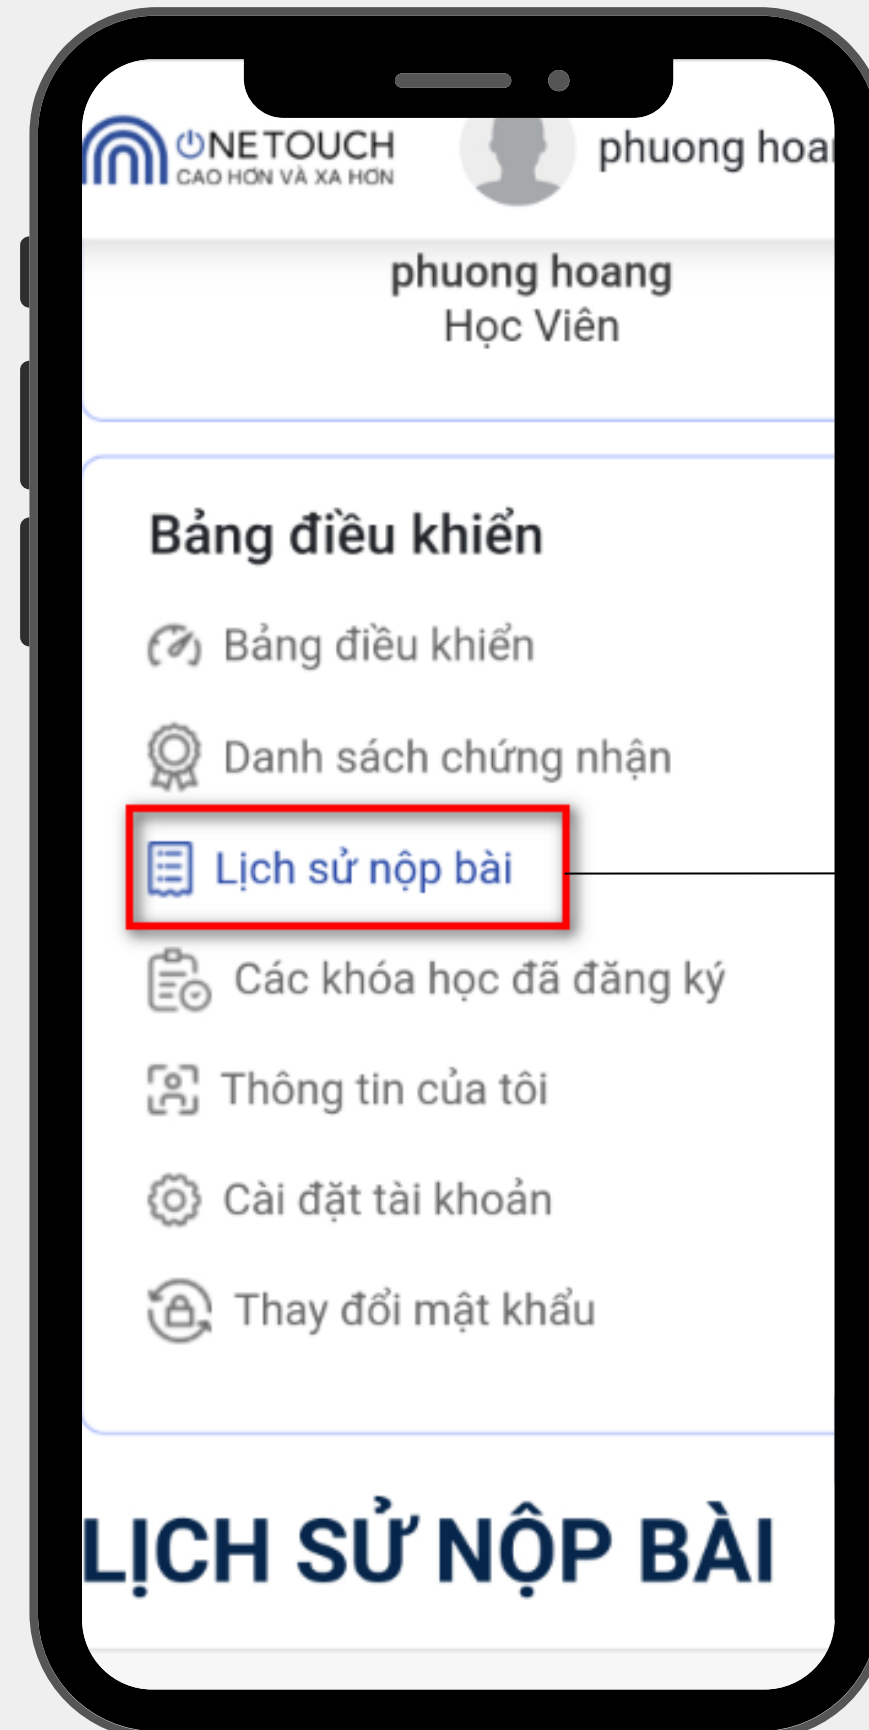 ONETOUCH
CAO HƠN VÀ XA HƠN
phuong
phuong hoang
Học Viên
Bảng điều khiển
Bảng điều khiển
Danh sách chứng nhận
Lịch sử nộp bài
Các khóa học đã đăng ký
Thông tin của tôi
Cài đặt tài khoản
Thay đổi mật khẩu
LỊCH SỬ NỘP BÀI